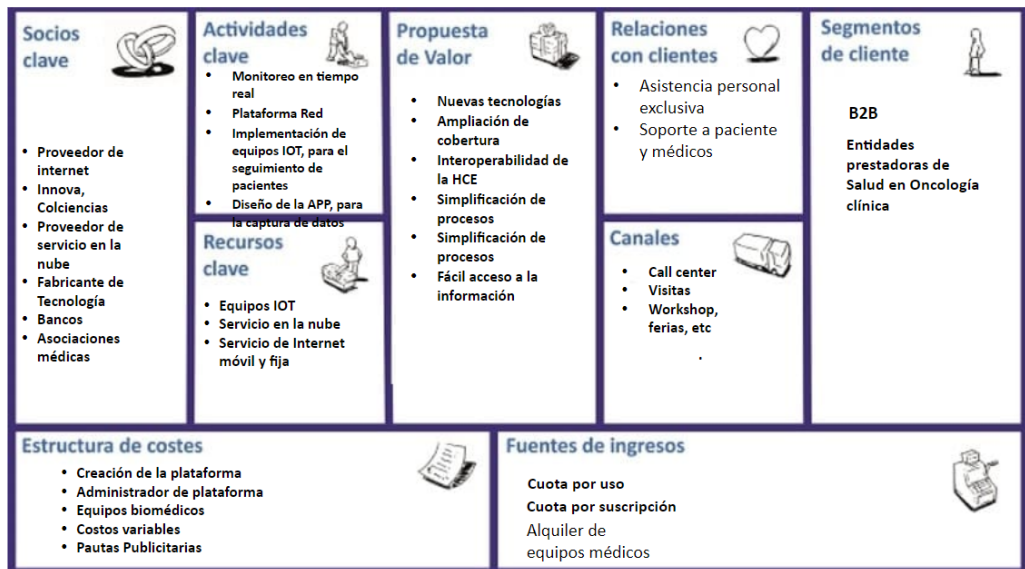 Socios
clave
• Proveedor de
internet
• Innova,
Colciencias
• Proveedor de
servicio en la
nube
• Fabricante de
Tecnología
• Bancos
• Asociaciones
médicas
Actividades
clave
• Monitoreo en tiempo
real
• Plataforma Red
• Implementación de
equipos IOT, para el
seguimiento de
pacientes
• Diseño de la APP, para
la captura de datos
Recursos
clave
• Equipos IOT
• Servicio en la nube
• Servicio de Internet
móvil y fija
Propuesta
de Valor
• Nuevas tecnologías
• Ampliación de
cobertura
• Interoperabilidad de
la HCE
• Simplificación de
procesos
• Simplificación de
procesos
• Fácil acceso a la
información
Relaciones
con clientes
• Asistencia personal
exclusiva
• Soporte a paciente
y médicos
Canales
• Call center
• Visitas
• Workshop,
ferias, etc
.
Segmentos
de cliente
B2B
Entidades
prestadoras de
Salud en Oncología
clínica
Estructura de costes
• Creación de la plataforma
• Administrador de plataforma
• Equipos biomédicos
• Costos variables
• Pautas Publicitarias
Fuentes de ingresos
Cuota por uso
Cuota por suscripción
Alquiler de
equipos médicos